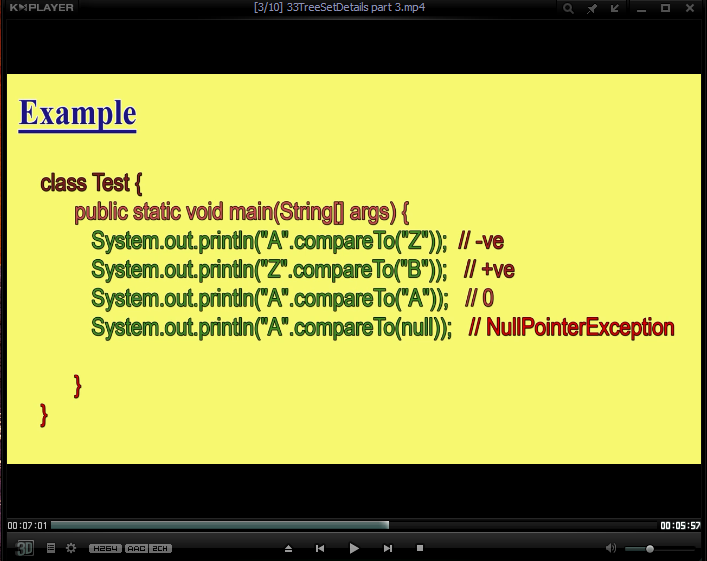 KMPLAYER
[3/10] 33TreeSetDetails part 3.mp4
Example
class Test {
public static void main(String[] args) {
System.out.println("A".compareTo("Z")); // -ve
System.out.println("Z".compareTo("B")); // +ve
System.out.println("A".compareTo("A")); // 0
System.out.println("A".compareTo(null)); // NullPointerException
}
}
00:07:01 00:05:57
3D H264 AAC 2CH